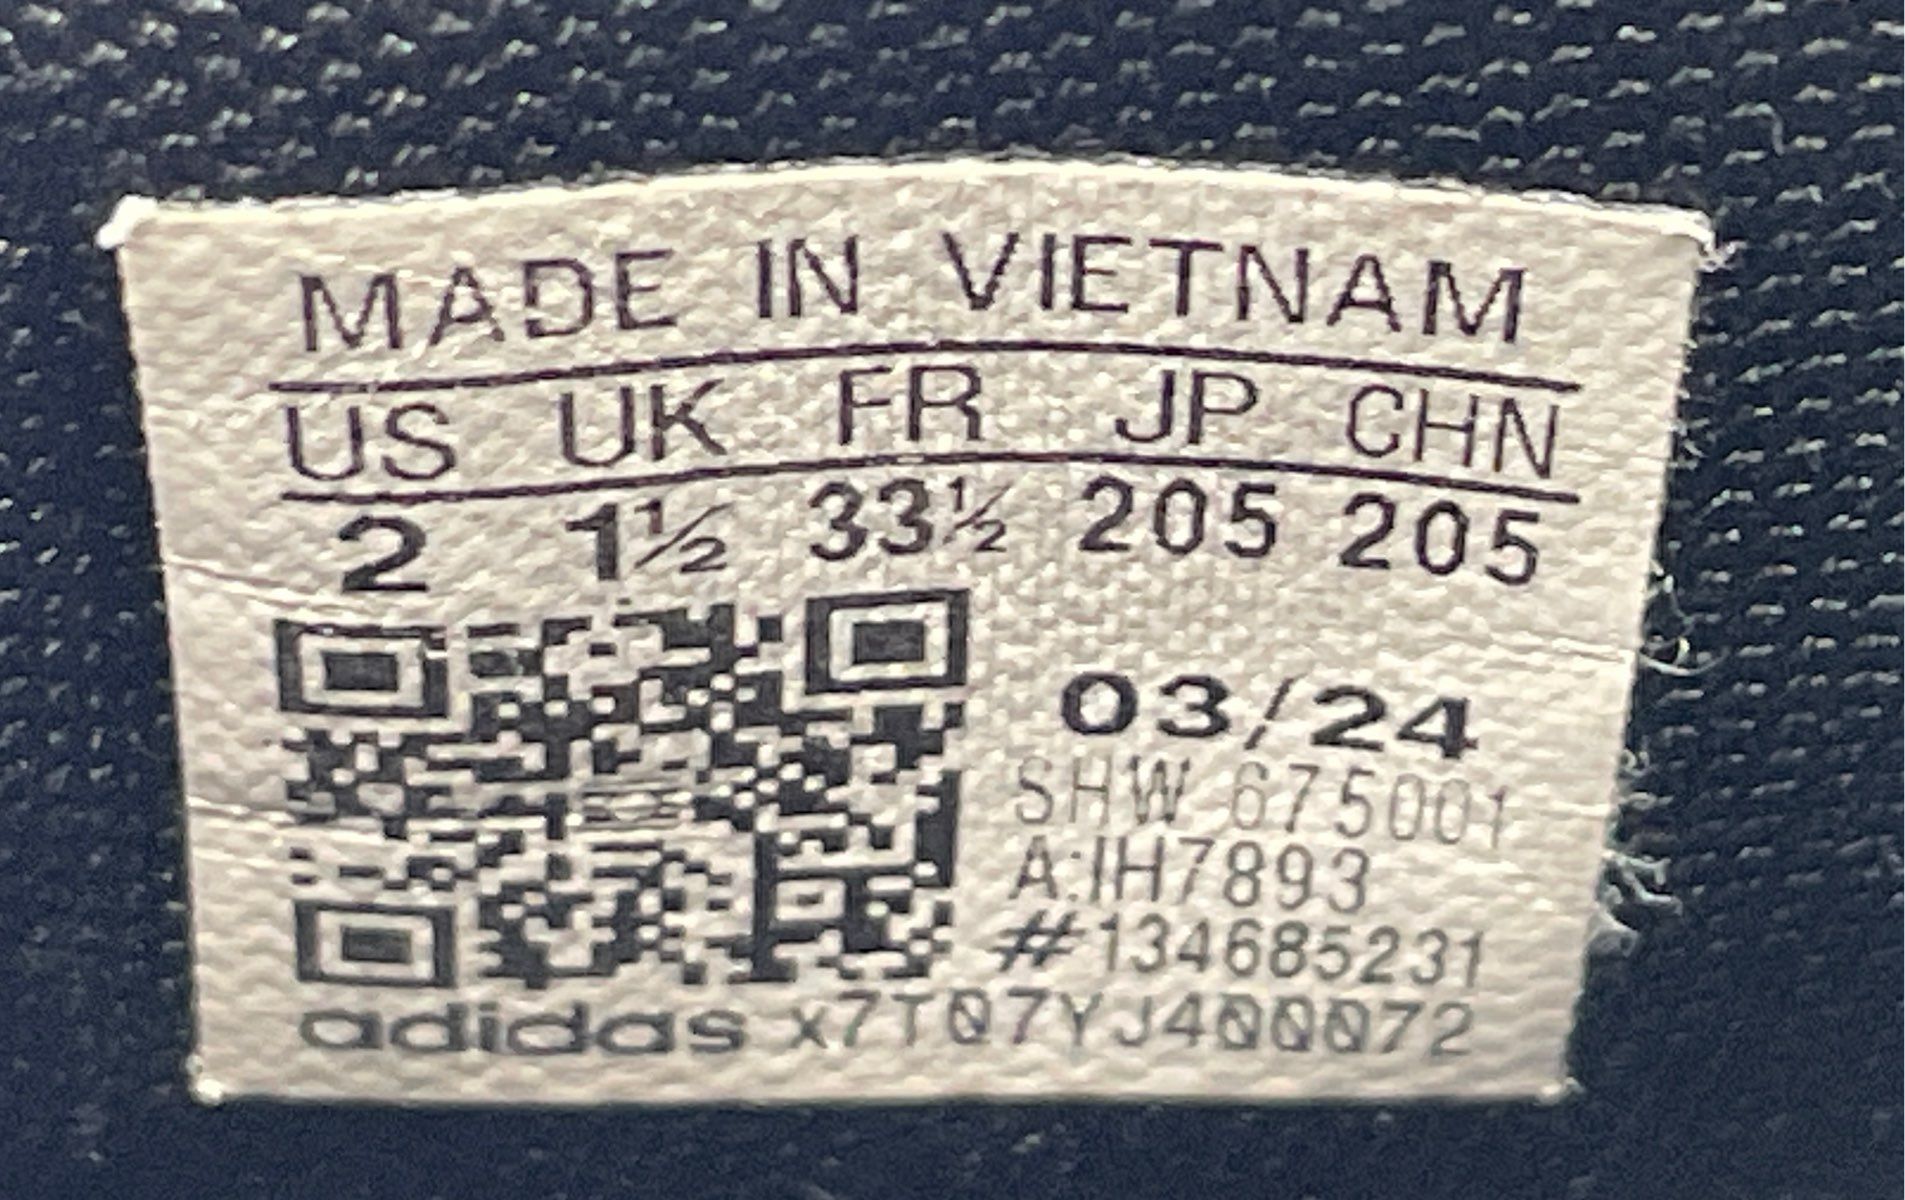 MADE IN VIETNAM
US UK FR JP CHN
2 1½ 33½ 205 205
03/24
SHW 675001
A:IH7893
#134685231
adidas x7T07YJ400072